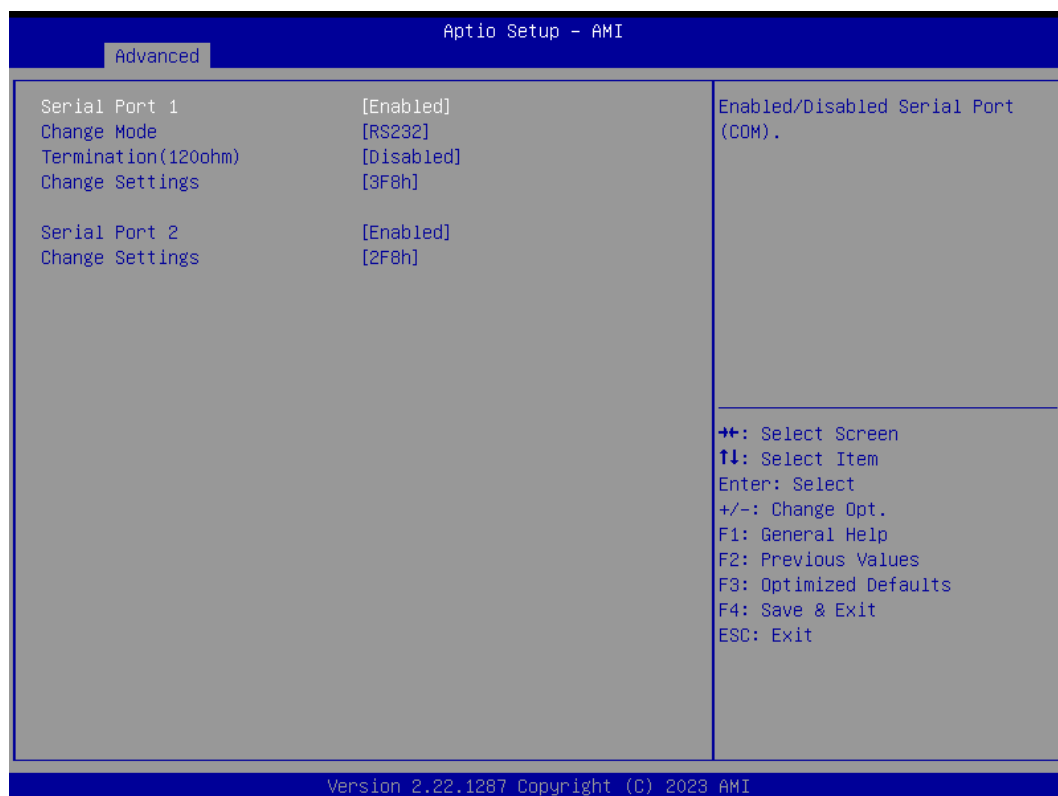 Aptio Setup – AMI
Advanced
Serial Port 1 [Enabled]
Change Mode [RS232]
Termination(120ohm) [Disabled]
Change Settings [3F8h]
Serial Port 2 [Enabled]
Change Settings [2F8h]
Enabled/Disabled Serial Port
(COM).
→←: Select Screen
↑↓: Select Item
Enter: Select
+/-: Change Opt.
F1: General Help
F2: Previous Values
F3: Optimized Defaults
F4: Save & Exit
ESC: Exit
Version 2.22.1287 Copyright (C) 2023 AMI